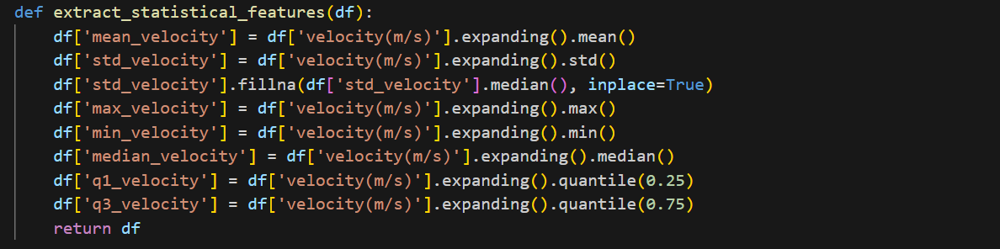 def extract_statistical_features(df):
    df['mean_velocity'] = df['velocity(m/s)'].expanding().mean()
    df['std_velocity'] = df['velocity(m/s)'].expanding().std()
    df['std_velocity'].fillna(df['std_velocity'].median(), inplace=True)
    df['max_velocity'] = df['velocity(m/s)'].expanding().max()
    df['min_velocity'] = df['velocity(m/s)'].expanding().min()
    df['median_velocity'] = df['velocity(m/s)'].expanding().median()
    df['q1_velocity'] = df['velocity(m/s)'].expanding().quantile(0.25)
    df['q3_velocity'] = df['velocity(m/s)'].expanding().quantile(0.75)
    return df